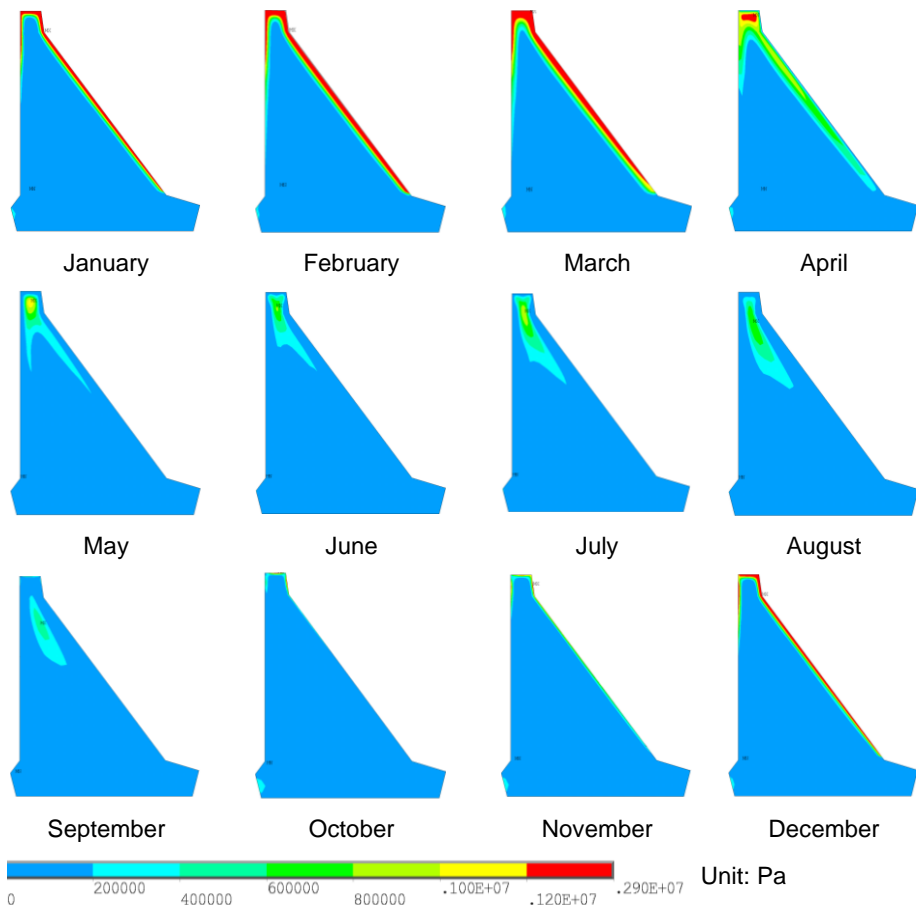 January February March April
May June July August
September October November December
Unit: Pa
0 200000 400000 600000 800000 .100E+07 .120E+07 .290E+07